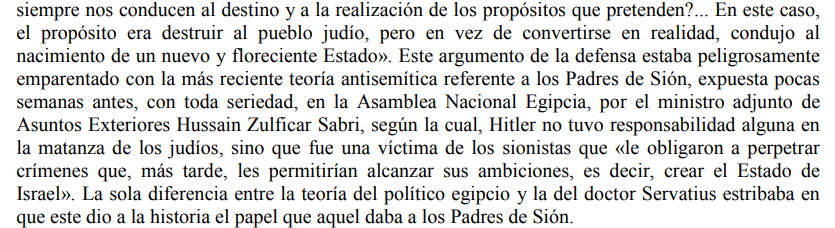 siempre nos conducen al destino y a la realización de los propósitos que pretenden?... En este caso,
el propósito era destruir al pueblo judío, pero en vez de convertirse en realidad, condujo al
nacimiento de un nuevo y floreciente Estado». Este argumento de la defensa estaba peligrosamente
emparentado con la más reciente teoría antisemítica referente a los Padres de Sión, expuesta pocas
semanas antes, con toda seriedad, en la Asamblea Nacional Egipcia, por el ministro adjunto de
Asuntos Exteriores Hussain Zulficar Sabri, según la cual, Hitler no tuvo responsabilidad alguna en
la matanza de los judíos, sino que fue una víctima de los sionistas que «le obligaron a perpetrar
crímenes que, más tarde, les permitirían alcanzar sus ambiciones, es decir, crear el Estado de
Israel». La sola diferencia entre la teoría del político egipcio y la del doctor Servatius estribaba en
que este dio a la historia el papel que aquel daba a los Padres de Sión.